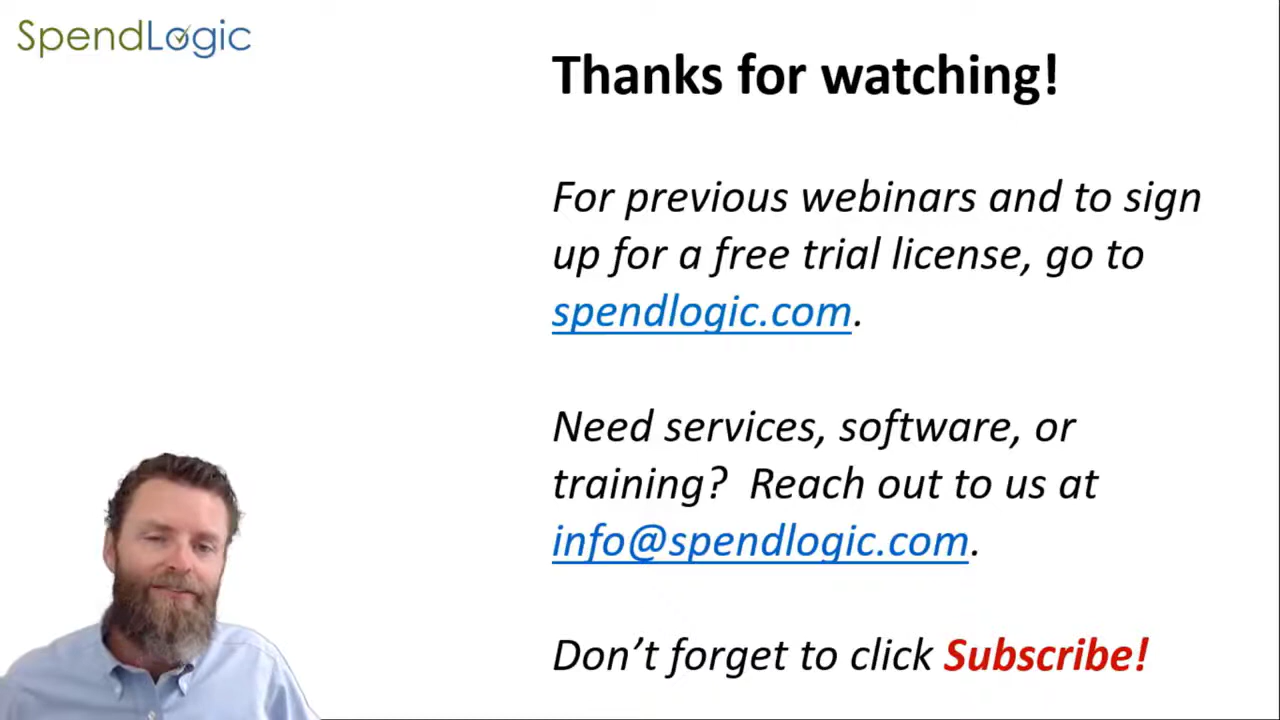 SpendLogic
Thanks for watching!
For previous webinars and to sign
up for a free trial license, go to
spendlogic.com.
Need services, software, or
training?  Reach out to us at
info@spendlogic.com.
Don’t forget to click Subscribe!